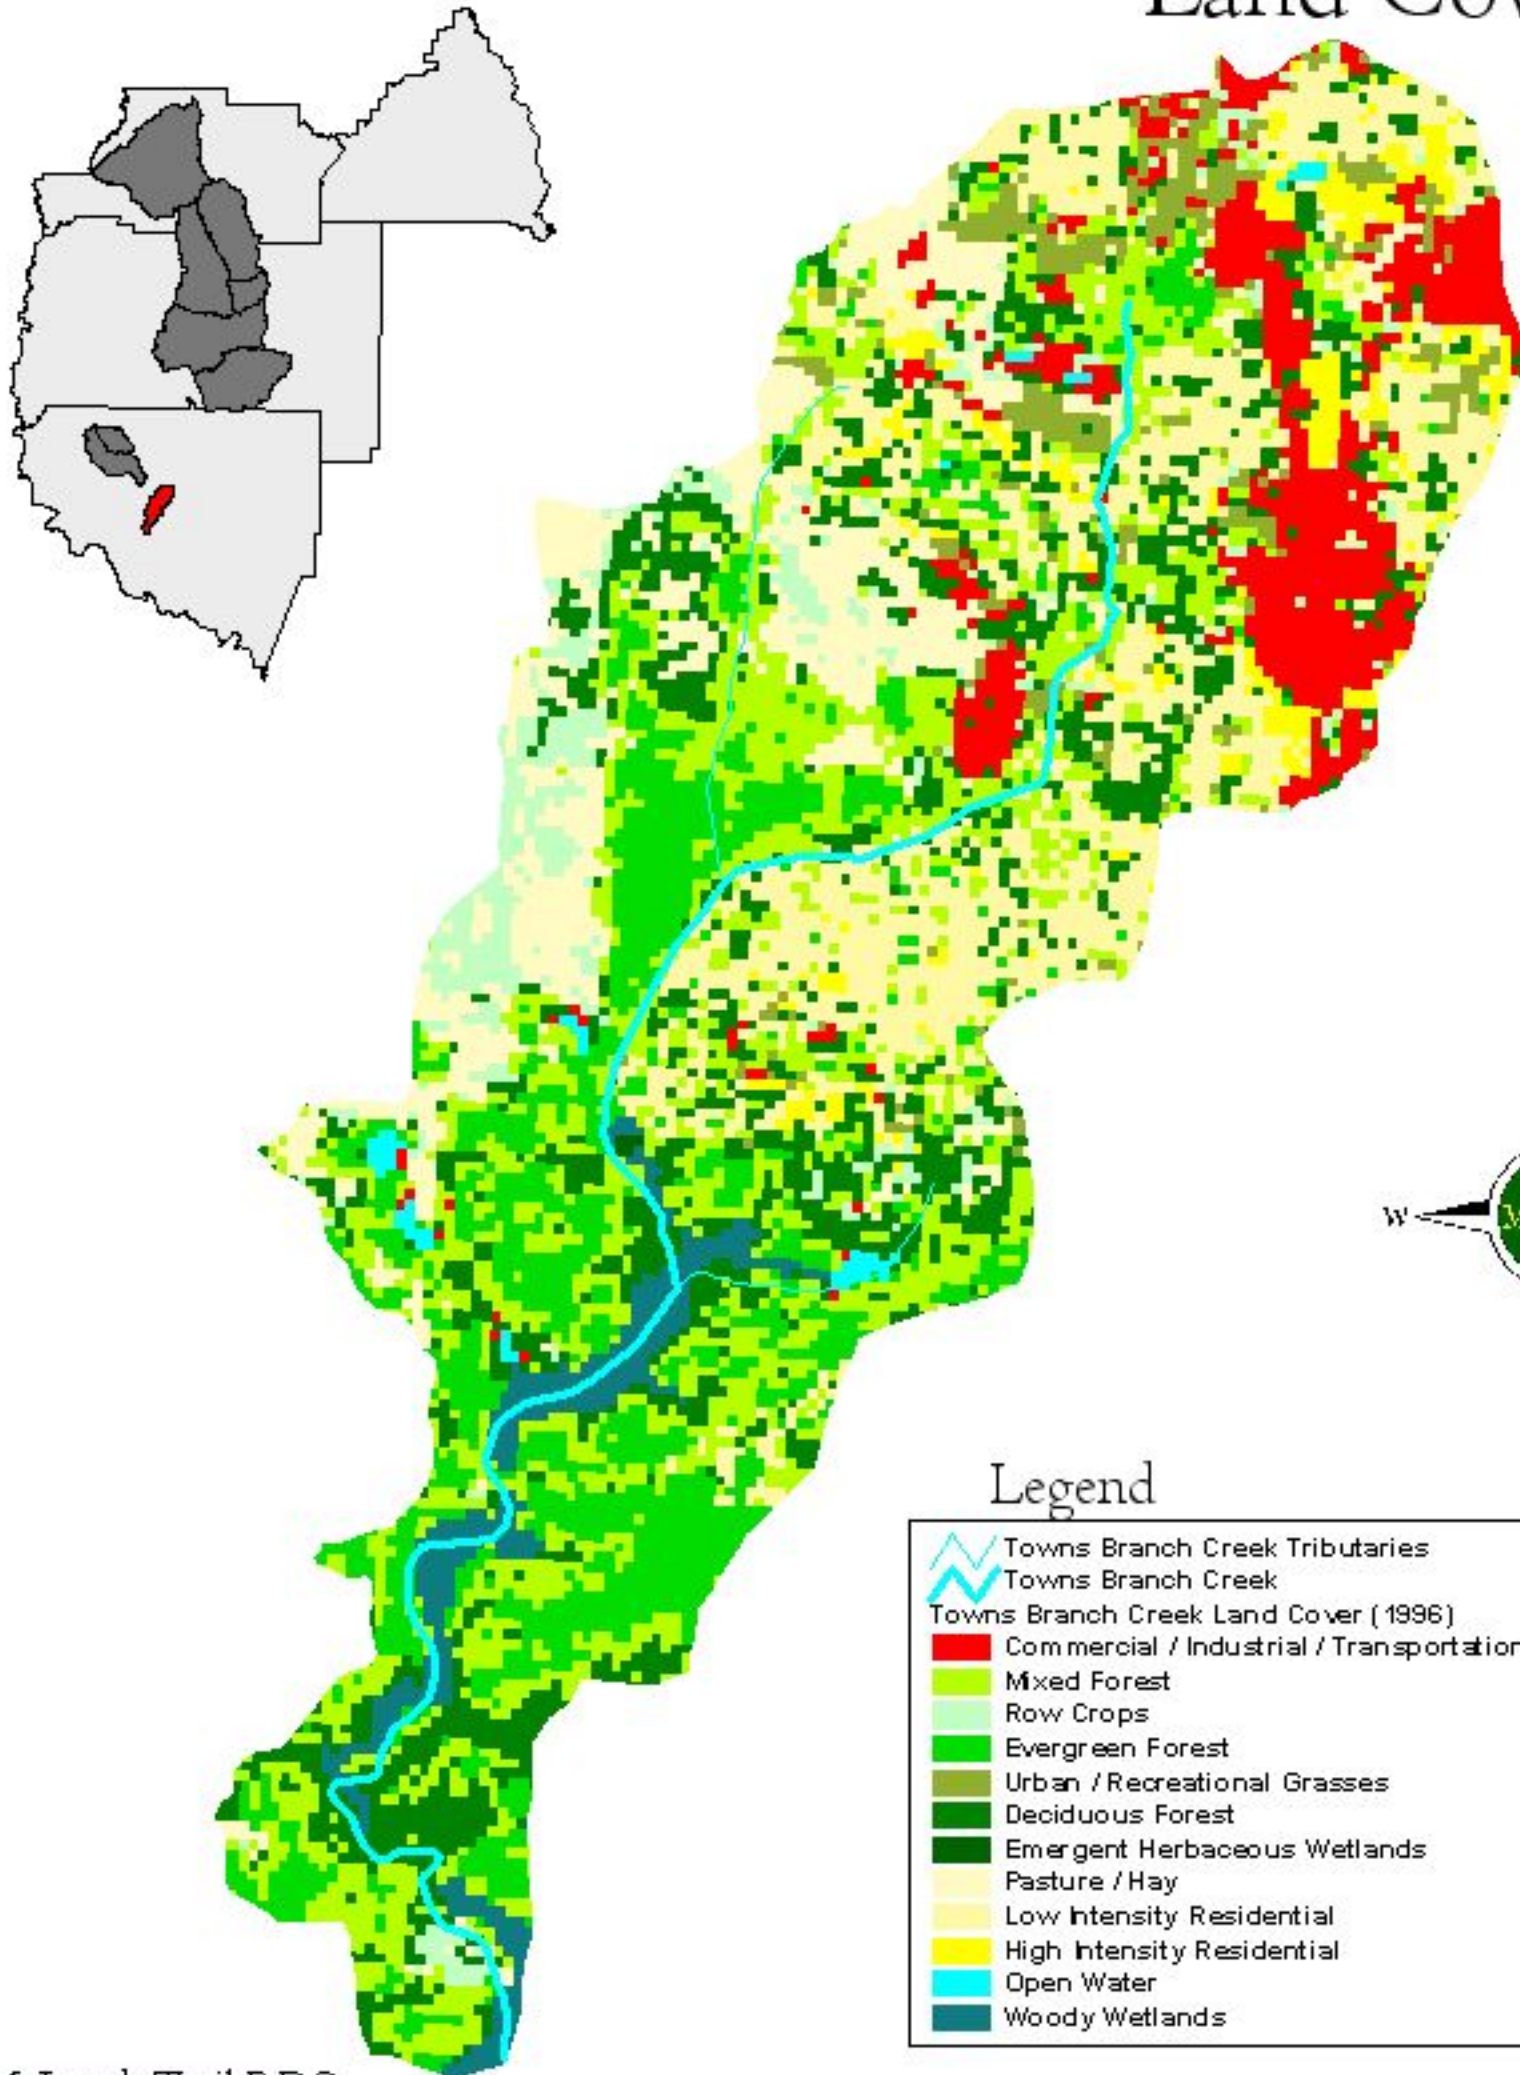 Land Cov
W
Legend
Towns Branch Creek Tributaries
Towns Branch Creek
Towns Branch Creek Land Cover (1996)
Commercial / Industrial / Transportation
Mixed Forest
Row Crops
Evergreen Forest
Urban / Recreational Grasses
Deciduous Forest
Emergent Herbaceous Wetlands
Pasture / Hay
Low Intensity Residential
High Intensity Residential
Open Water
Woody Wetlands